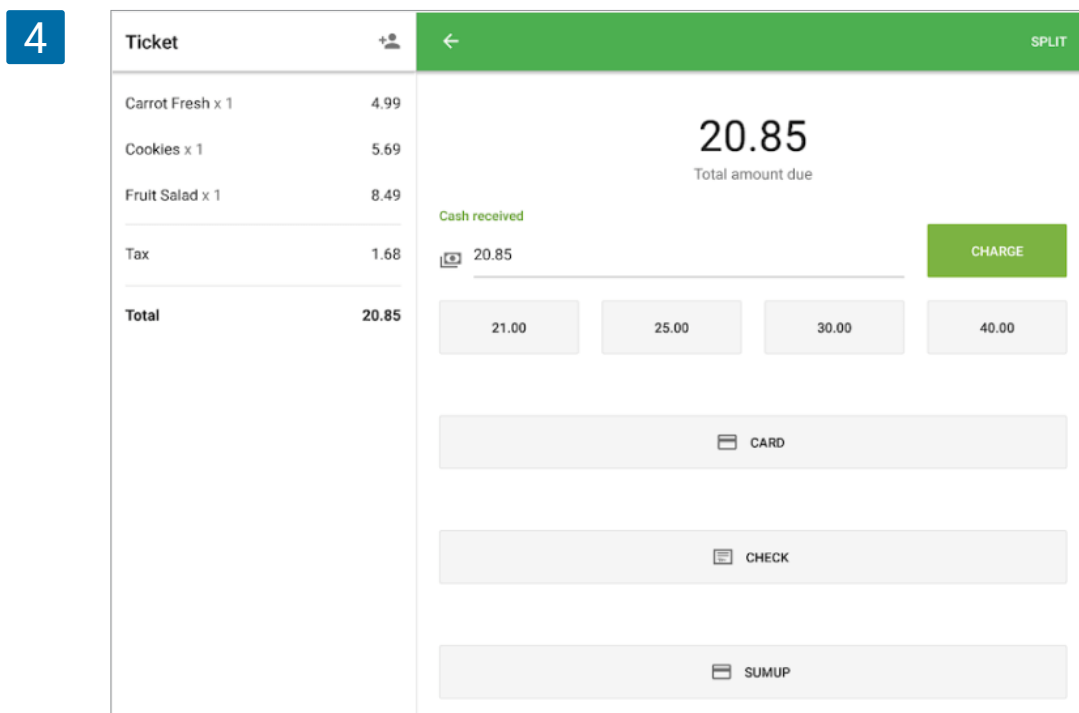 4
Ticket
SPLIT
Carrot Fresh x 1 4.99
Cookies x 1 5.69
Fruit Salad x 1 8.49
Tax 1.68
Total 20.85
20.85
Total amount due
Cash received
20.85
CHARGE
21.00 25.00 30.00 40.00
CARD
CHECK
SUMUP